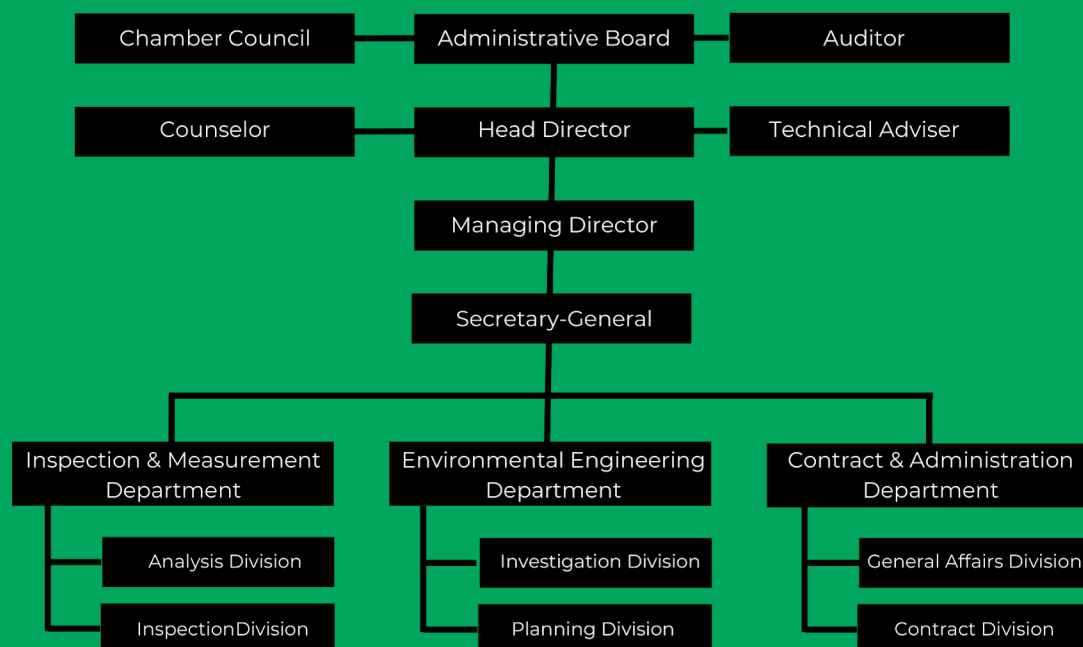 Chamber Council
Administrative Board
Auditor
Counselor
Head Director
Technical Adviser
Managing Director
Secretary-General
Inspection & Measurement
Department
Environmental Engineering
Department
Contract & Administration
Department
Analysis Division
Investigation Division
General Affairs Division
InspectionDivision
Planning Division
Contract Division